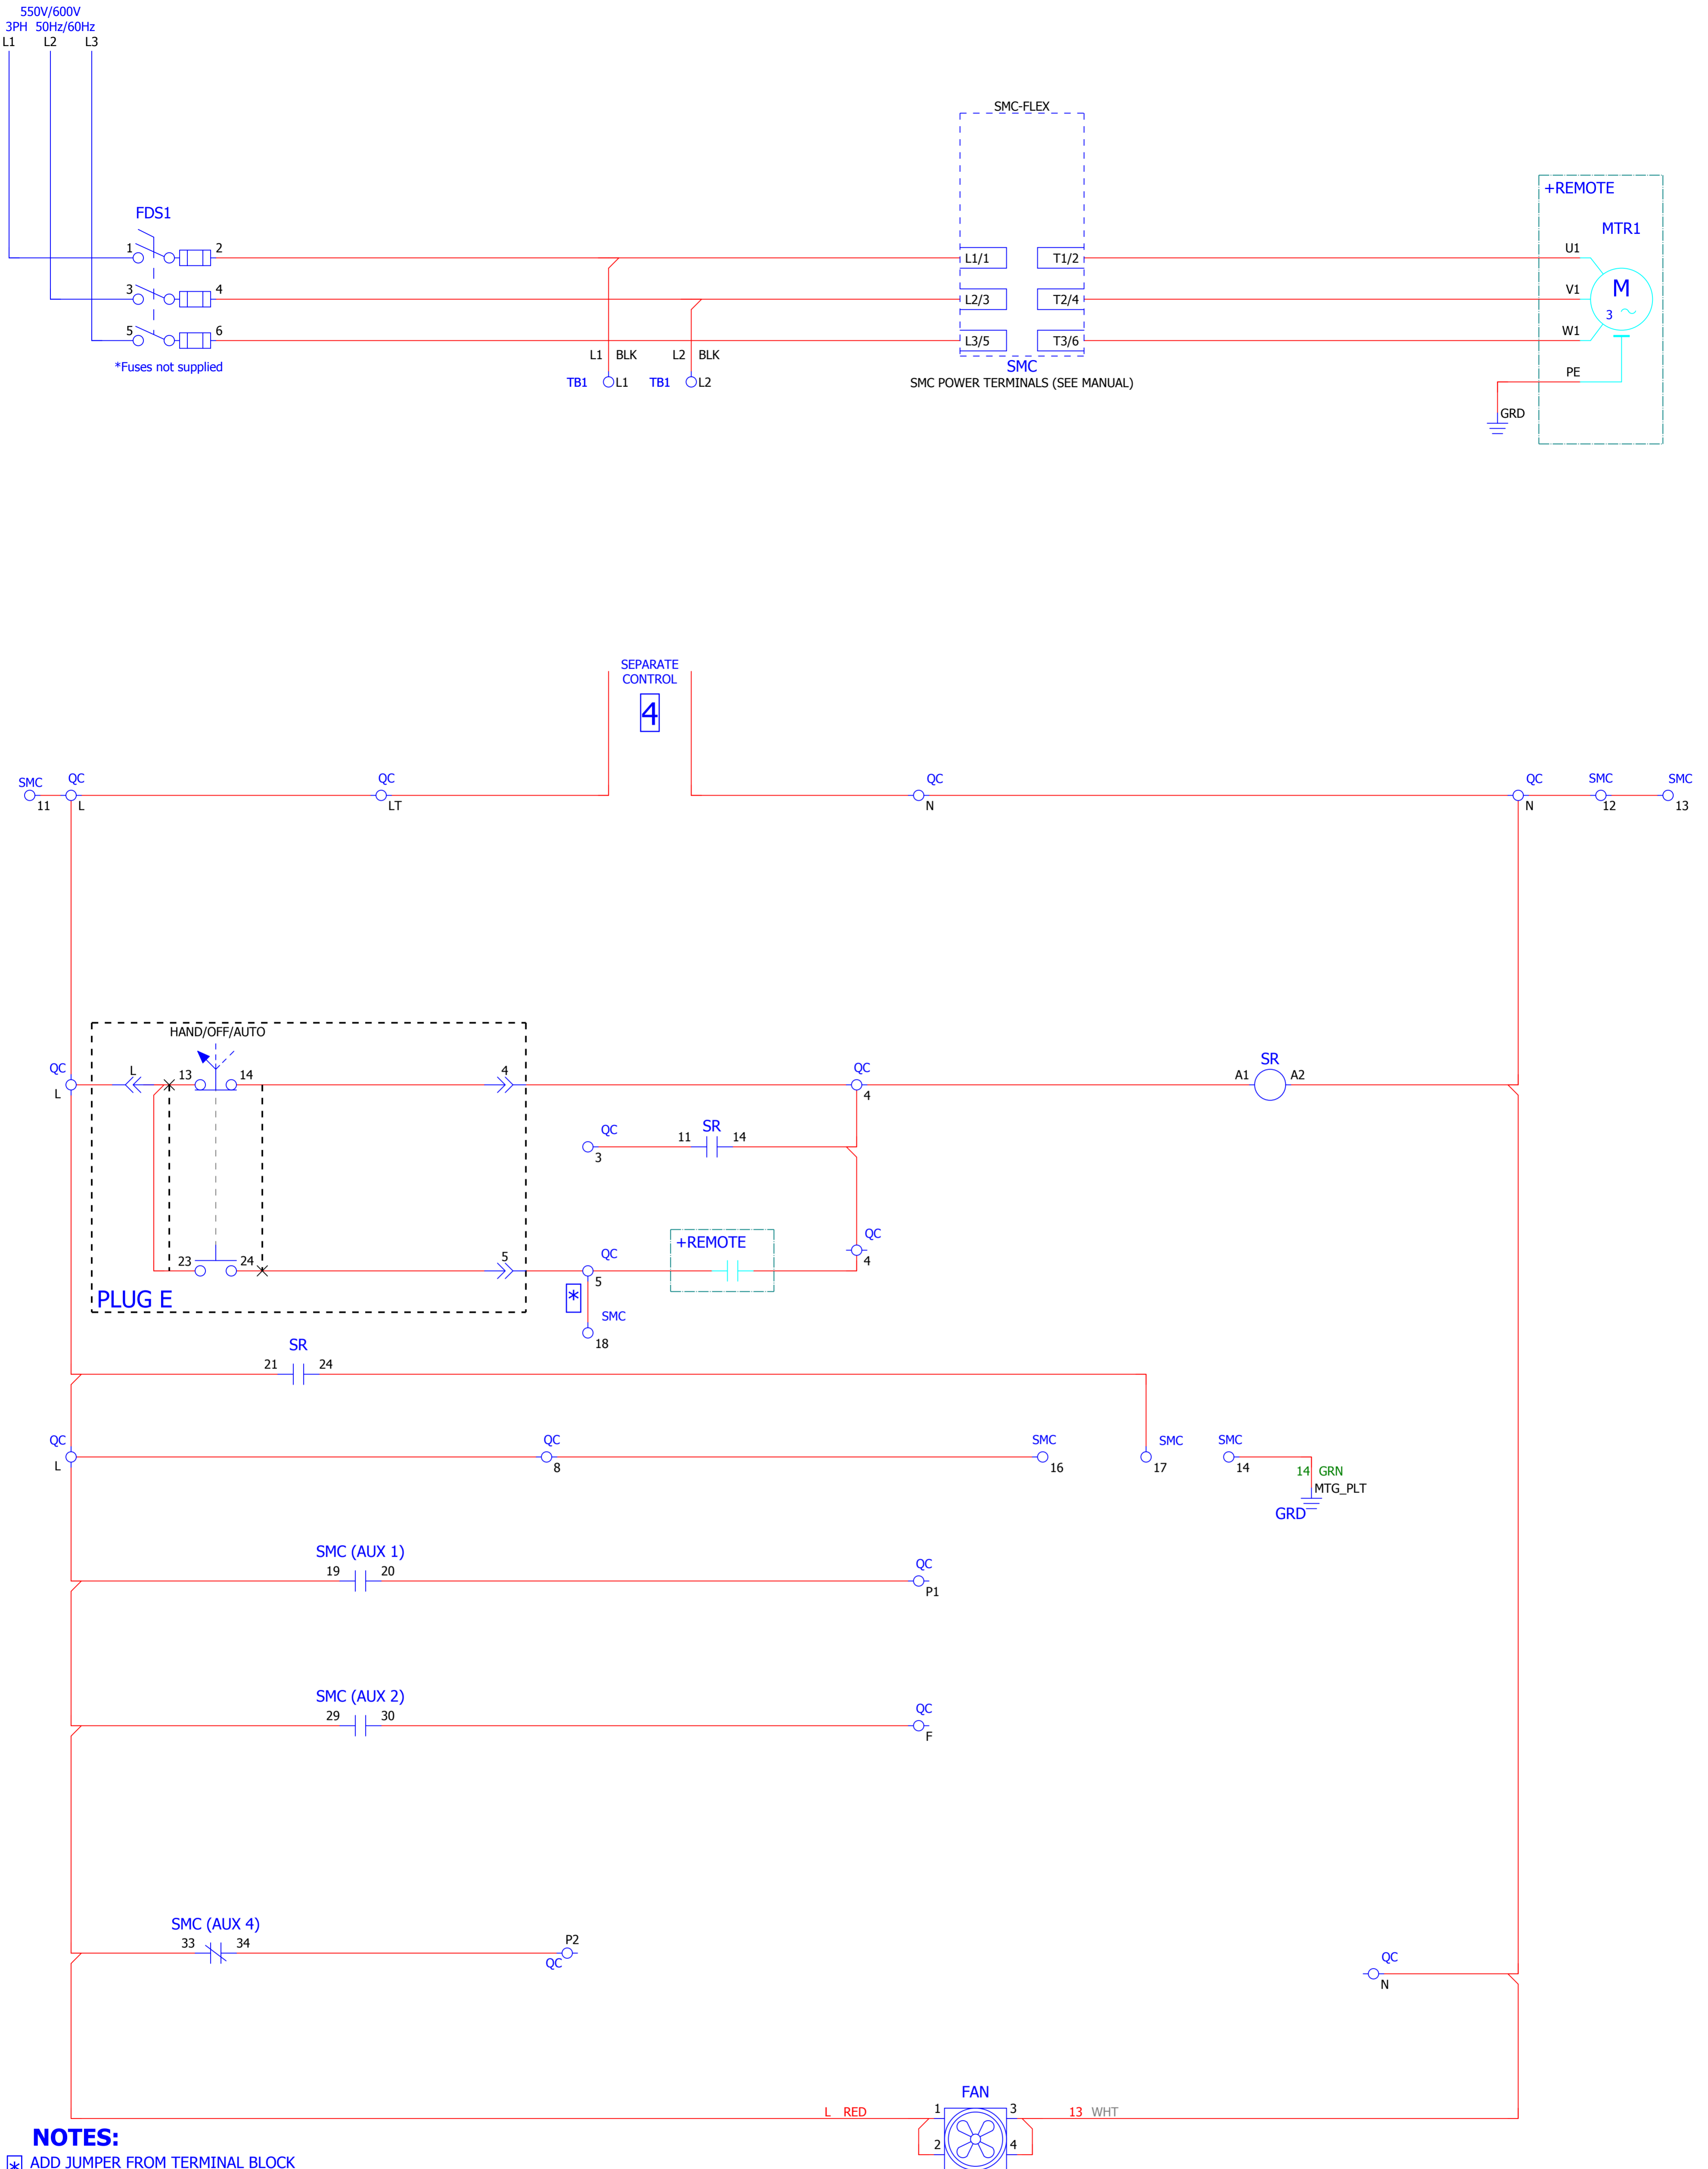 550V/600V
3PH 50Hz/60Hz
L1 L2 L3
SMC-FLEX
+REMOTE
FDS1
MTR1
1 2
L1/1 T1/2
U1
3 4
L2/3 T2/4
V1
M
3
5 6
L3/5 T3/6
W1
*Fuses not supplied
L1 BLK L2 BLK
SMC
TB1 L1 TB1 L2
SMC POWER TERMINALS (SEE MANUAL)
PE
GRD
SEPARATE
CONTROL
4
SMC QC QC QC QC SMC SMC
11 L LT N N 12 13
HAND/OFF/AUTO
QC L 13 14 4 QC SR
A1 A2
L 4
QC 11 SR 14
3
+REMOTE
QC
4
23 24 5 QC
5
PLUG E
*
SMC
18
SR
21 24
QC QC SMC SMC SMC
L 8 16 17 14
14 GRN
MTG_PLT
GRD
SMC (AUX 1)
19 20 QC
P1
SMC (AUX 2)
29 30 QC
F
SMC (AUX 4)
33 34 P2
QC
QC
N
FAN
L RED 1 3 13 WHT
2 4
NOTES:
* ADD JUMPER FROM TERMINAL BLOCK